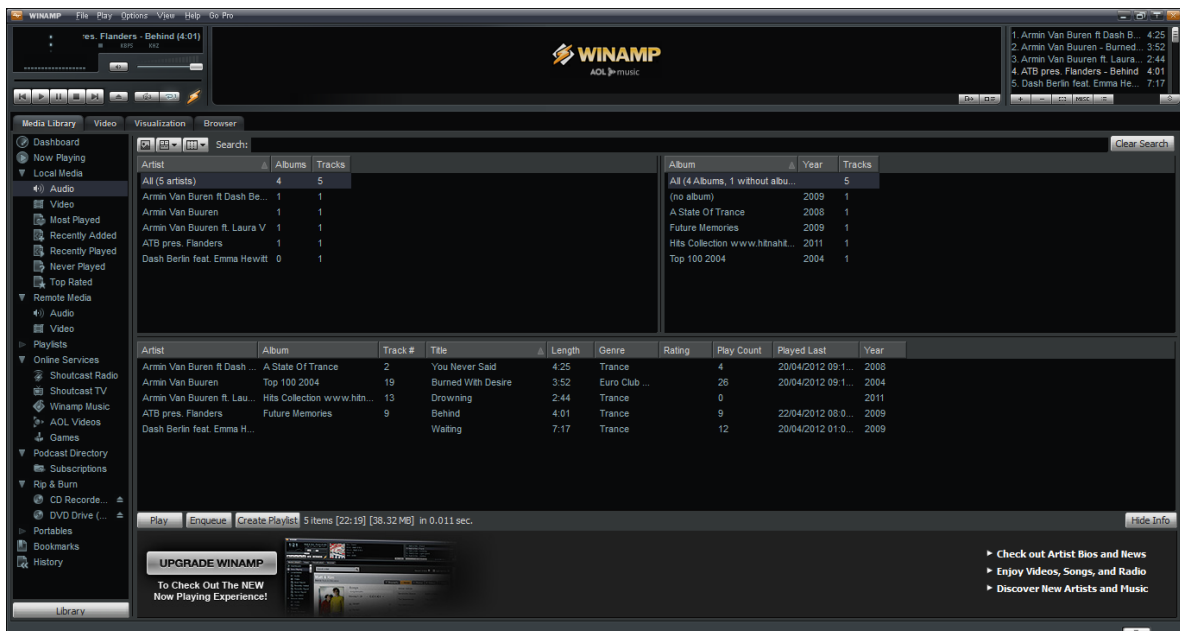 WINAMP File Play Options View Help Go Pro
res. Flanders - Behind (4:01)
KBPS KHZ
WINAMP
AOL music
1. Armin Van Buren ft Dash B... 4:25
2. Armin Van Buuren - Burned... 3:52
3. Armin Van Buuren ft. Laura... 2:44
4. ATB pres. Flanders - Behind 4:01
5. Dash Berlin feat. Emma He... 7:17
MISC
Media Library Video Visualization Browser
Dashboard
Now Playing
Local Media
Audio
Video
Most Played
Recently Added
Recently Played
Never Played
Top Rated
Remote Media
Audio
Video
Playlists
Online Services
Shoutcast Radio
Shoutcast TV
Winamp Music
AOL Videos
Games
Podcast Directory
Subscriptions
Rip & Burn
CD Recorde...
DVD Drive (...
Portables
Bookmarks
History
Library
Search: Clear Search
Artist Albums Tracks
All (5 artists) 4 5
Armin Van Buren ft Dash Be... 1 1
Armin Van Buuren 1 1
Armin Van Buuren ft. Laura V 1 1
ATB pres. Flanders 1 1
Dash Berlin feat. Emma Hewitt 0 1
Album Year Tracks
All (4 Albums, 1 without albu... 5
(no album) 2009 1
A State Of Trance 2008 1
Future Memories 2009 1
Hits Collection www.hitnahit... 2011 1
Top 100 2004 2004 1
Artist Album Track # Title Length Genre Rating Play Count Played Last Year
Armin Van Buren ft Dash ... A State Of Trance 2 You Never Said 4:25 Trance 4 20/04/2012 09:1... 2008
Armin Van Buuren Top 100 2004 19 Burned With Desire 3:52 Euro Club ... 26 20/04/2012 09:1... 2004
Armin Van Buuren ft. Lau... Hits Collection www.hitn... 13 Drowning 2:44 Trance 0 2011
ATB pres. Flanders Future Memories 9 Behind 4:01 Trance 9 22/04/2012 08:0... 2009
Dash Berlin feat. Emma H... Waiting 7:17 Trance 12 20/04/2012 01:0... 2009
Play Enqueue Create Playlist 5 items [22:19] [38.32 MB] in 0.011 sec. Hide Info
UPGRADE WINAMP
To Check Out The NEW
Now Playing Experience!
Check out Artist Bios and News
Enjoy Videos, Songs, and Radio
Discover New Artists and Music